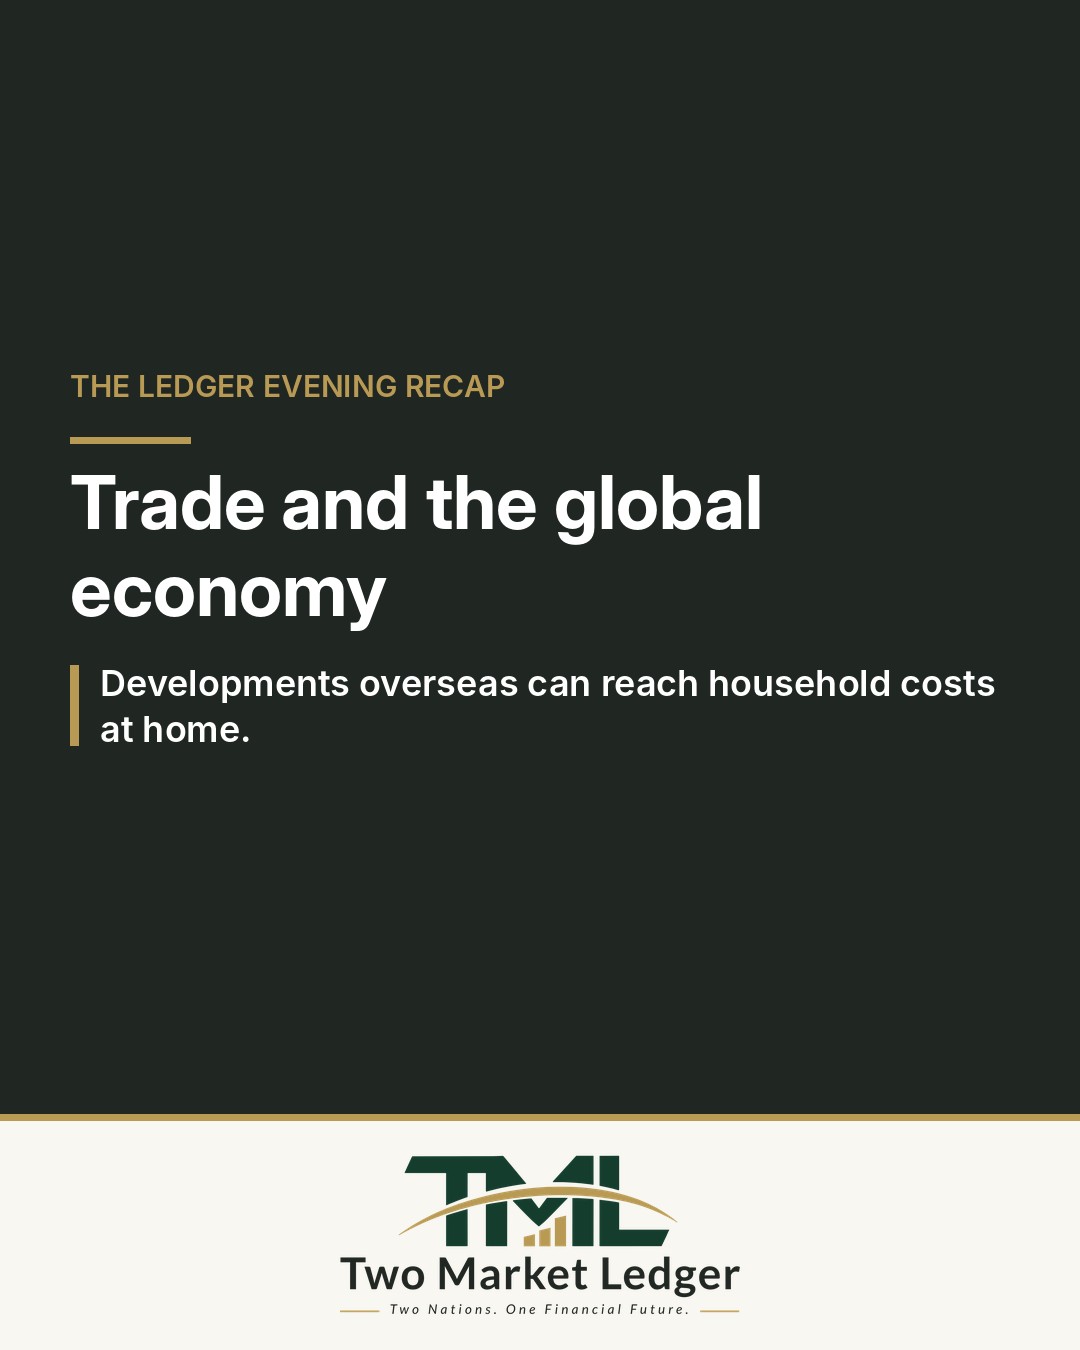 THE LEDGER EVENING RECAP
Trade and the global
economy
Developments overseas can reach household costs
at home.
TML
Two Market Ledger
Two Nations. One Financial Future.